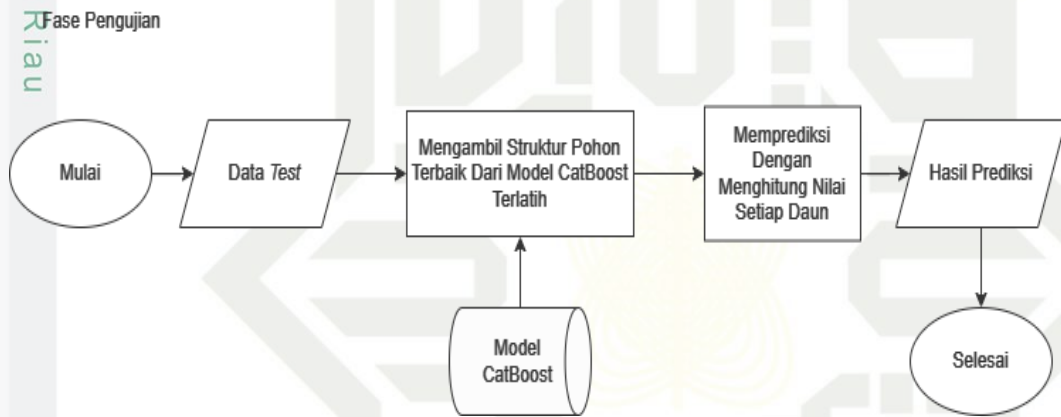 Fase Pengujian
Riau
Mulai
Data Test
Mengambil Struktur Pohon
Terbaik Dari Model CatBoost
Terlatih
Memprediksi
Dengan
Menghitung Nilai
Setiap Daun
Hasil Prediksi
Model
CatBoost
Selesai